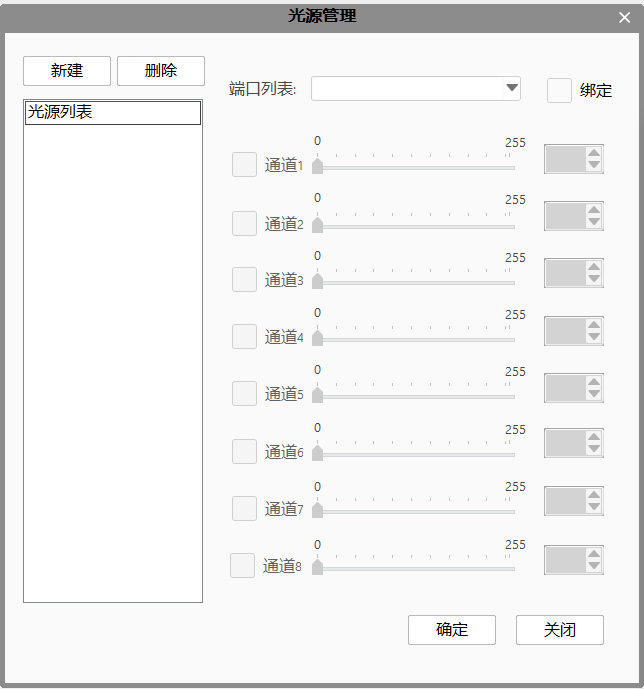 光源管理
新建 删除
端口列表: 绑定
光源列表
0 255
通道1
0 255
通道2
0 255
通道3
0 255
通道4
0 255
通道5
0 255
通道6
0 255
通道7
0 255
通道8
确定 关闭